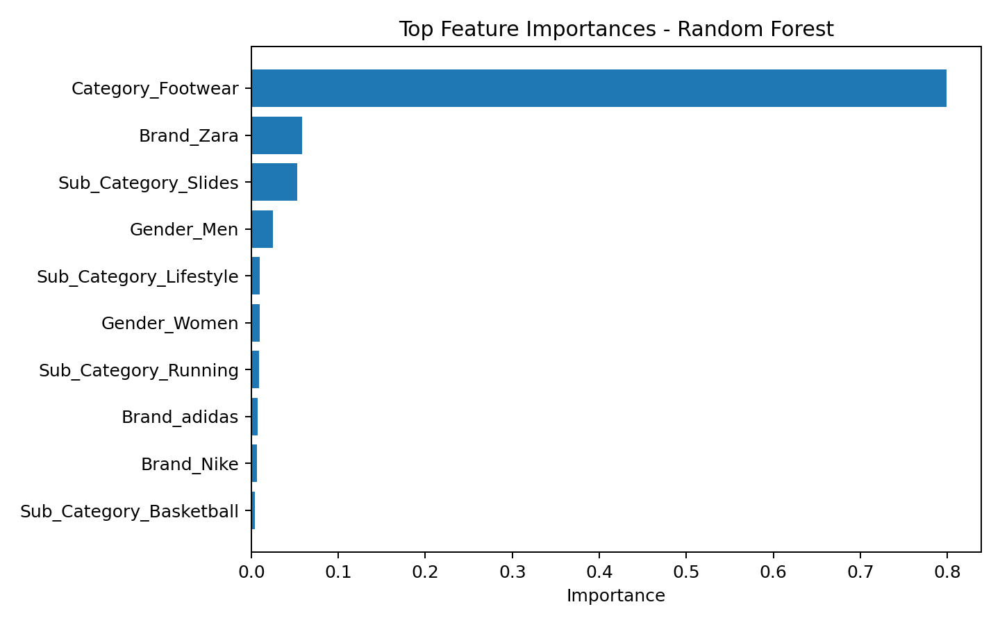 Top Feature Importances - Random Forest
Category_Footwear
Brand_Zara
Sub_Category_Slides
Gender_Men
Sub_Category_Lifestyle
Gender_Women
Sub_Category_Running
Brand_adidas
Brand_Nike
Sub_Category_Basketball
0.0 0.1 0.2 0.3 0.4 0.5 0.6 0.7 0.8
Importance